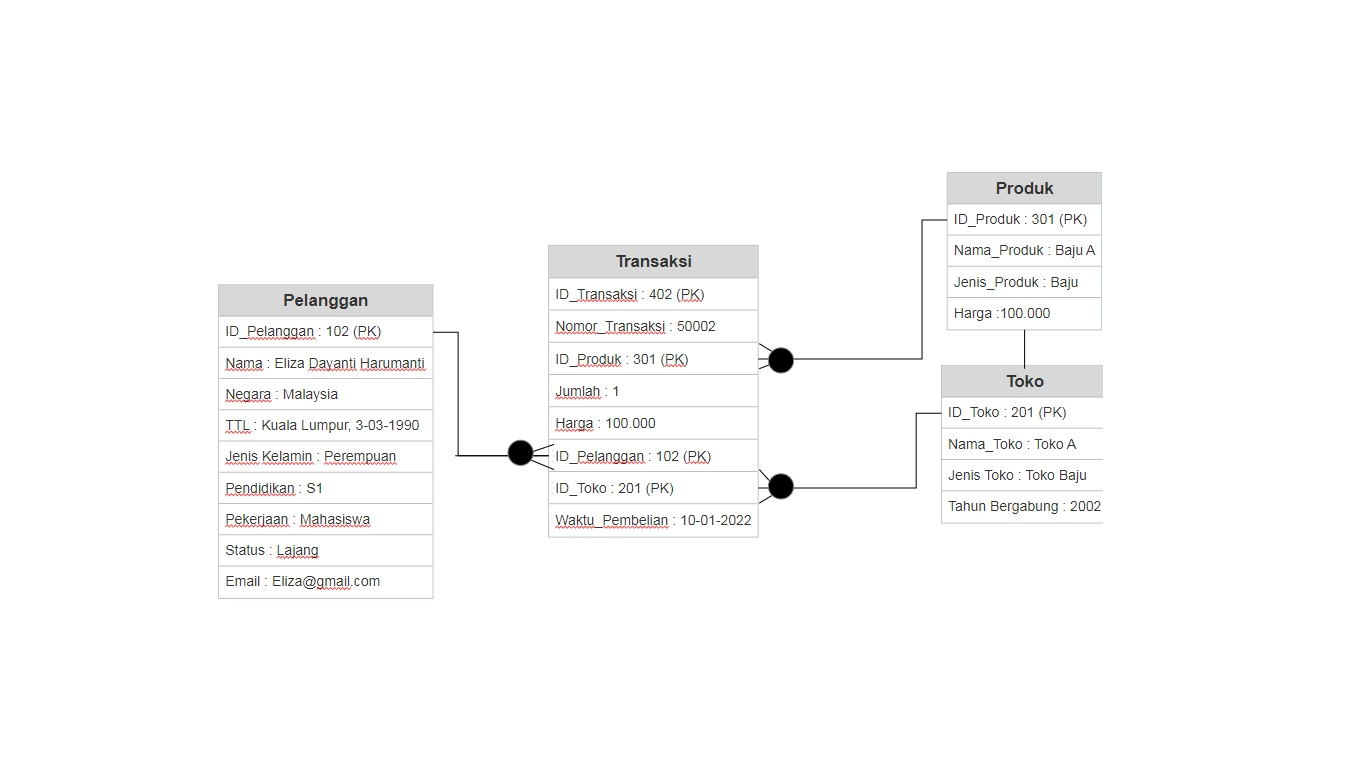 Pelanggan
ID_Pelanggan : 102 (PK)
Nama : Eliza Dayanti Harumanti
Negara : Malaysia
TTL : Kuala Lumpur, 3-03-1990
Jenis Kelamin : Perempuan
Pendidikan : S1
Pekerjaan : Mahasiswa
Status : Lajang
Email : Eliza@gmail.com
Transaksi
ID_Transaksi : 402 (PK)
Nomor_Transaksi : 50002
ID_Produk : 301 (PK)
Jumlah : 1
Harga : 100.000
ID_Pelanggan : 102 (PK)
ID_Toko : 201 (PK)
Waktu_Pembelian : 10-01-2022
Produk
ID_Produk : 301 (PK)
Nama_Produk : Baju A
Jenis_Produk : Baju
Harga :100.000
Toko
ID_Toko : 201 (PK)
Nama_Toko : Toko A
Jenis Toko : Toko Baju
Tahun Bergabung : 2002